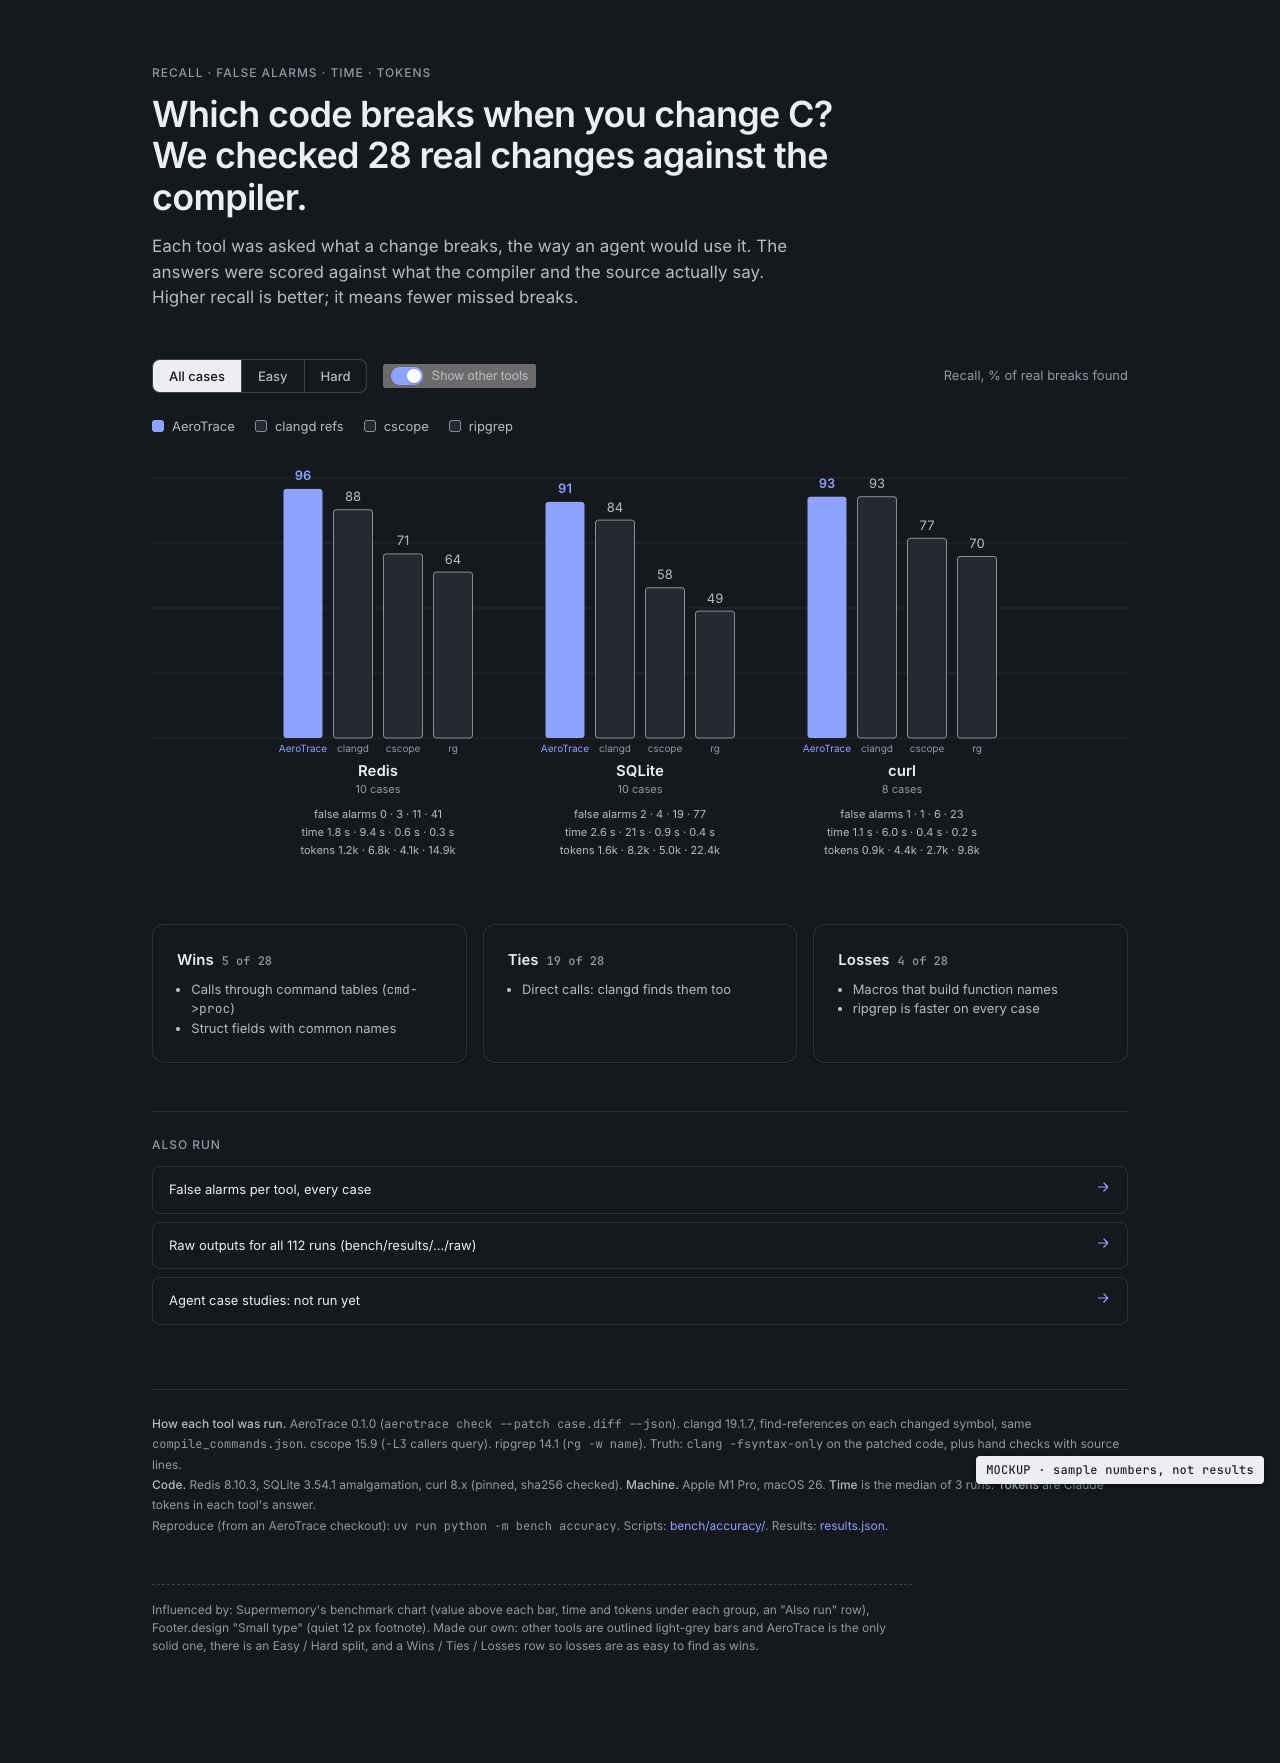 RECALL · FALSE ALARMS · TIME · TOKENS
Which code breaks when you change C?
We checked 28 real changes against the
compiler.
Each tool was asked what a change breaks, the way an agent would use it. The
answers were scored against what the compiler and the source actually say.
Higher recall is better; it means fewer missed breaks.
All cases Easy Hard Show other tools Recall, % of real breaks found
AeroTrace clangd refs cscope ripgrep
96 88 71 64
91 84 58 49
93 93 77 70
AeroTrace clangd cscope rg AeroTrace clangd cscope rg AeroTrace clangd cscope rg
Redis SQLite curl
10 cases 10 cases 8 cases
false alarms 0 · 3 · 11 · 41 false alarms 2 · 4 · 19 · 77 false alarms 1 · 1 · 6 · 23
time 1.8 s · 9.4 s · 0.6 s · 0.3 s time 2.6 s · 21 s · 0.9 s · 0.4 s time 1.1 s · 6.0 s · 0.4 s · 0.2 s
tokens 1.2k · 6.8k · 4.1k · 14.9k tokens 1.6k · 8.2k · 5.0k · 22.4k tokens 0.9k · 4.4k · 2.7k · 9.8k
Wins 5 of 28
• Calls through command tables (cmd-
>proc)
• Struct fields with common names
Ties 19 of 28
• Direct calls: clangd finds them too
Losses 4 of 28
• Macros that build function names
• ripgrep is faster on every case
ALSO RUN
False alarms per tool, every case →
Raw outputs for all 112 runs (bench/results/…/raw) →
Agent case studies: not run yet →
How each tool was run. AeroTrace 0.1.0 (aerotrace check --patch case.diff --json). clangd 19.1.7, find-references on each changed symbol, same
compile_commands.json. cscope 15.9 (-L3 callers query). ripgrep 14.1 (rg -w name). Truth: clang -fsyntax-only on the patched code, plus hand checks with source
lines.
MOCKUP · sample numbers, not results
Code. Redis 8.10.3, SQLite 3.54.1 amalgamation, curl 8.x (pinned, sha256 checked). Machine. Apple M1 Pro, macOS 26. Time is the median of 3 runs. Tokens are Claude
tokens in each tool's answer.
Reproduce (from an AeroTrace checkout): uv run python -m bench accuracy. Scripts: bench/accuracy/. Results: results.json.
Influenced by: Supermemory's benchmark chart (value above each bar, time and tokens under each group, an "Also run" row),
Footer.design "Small type" (quiet 12 px footnote). Made our own: other tools are outlined light-grey bars and AeroTrace is the only
solid one, there is an Easy / Hard split, and a Wins / Ties / Losses row so losses are as easy to find as wins.